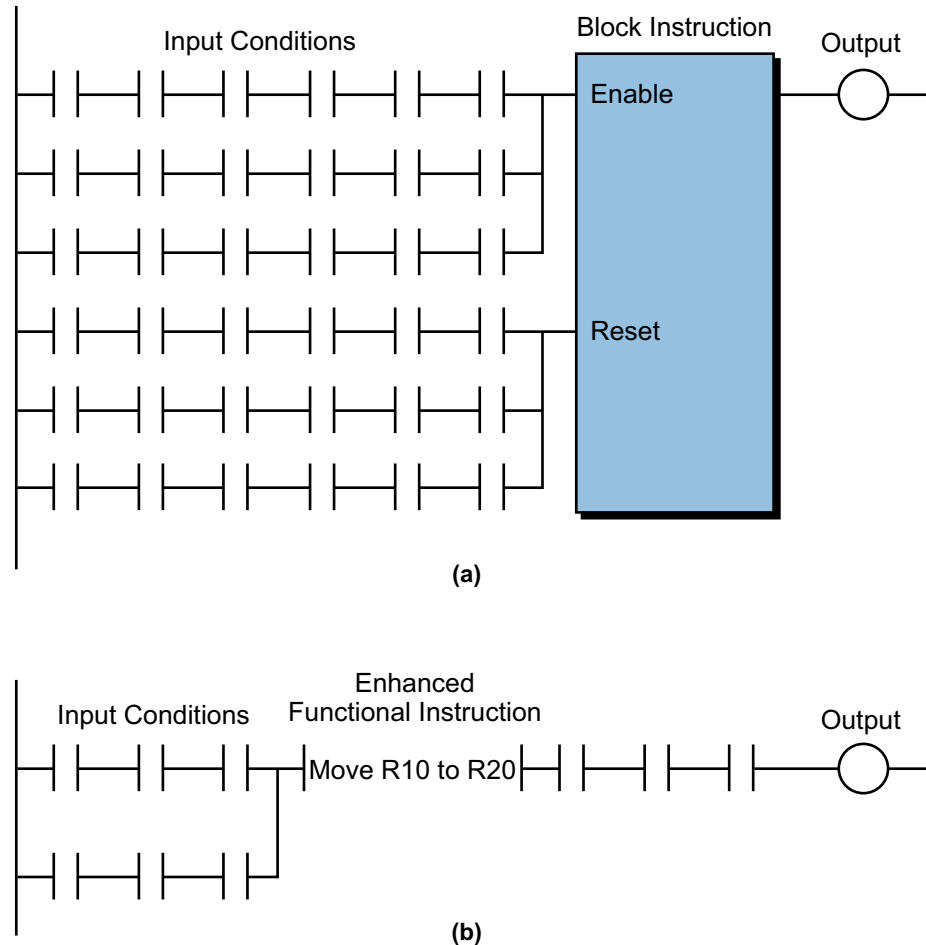 Input Conditions
Block Instruction
Output
Enable
Reset
(a)
Enhanced
Functional Instruction
Input Conditions
Output
Move R10 to R20
(b)